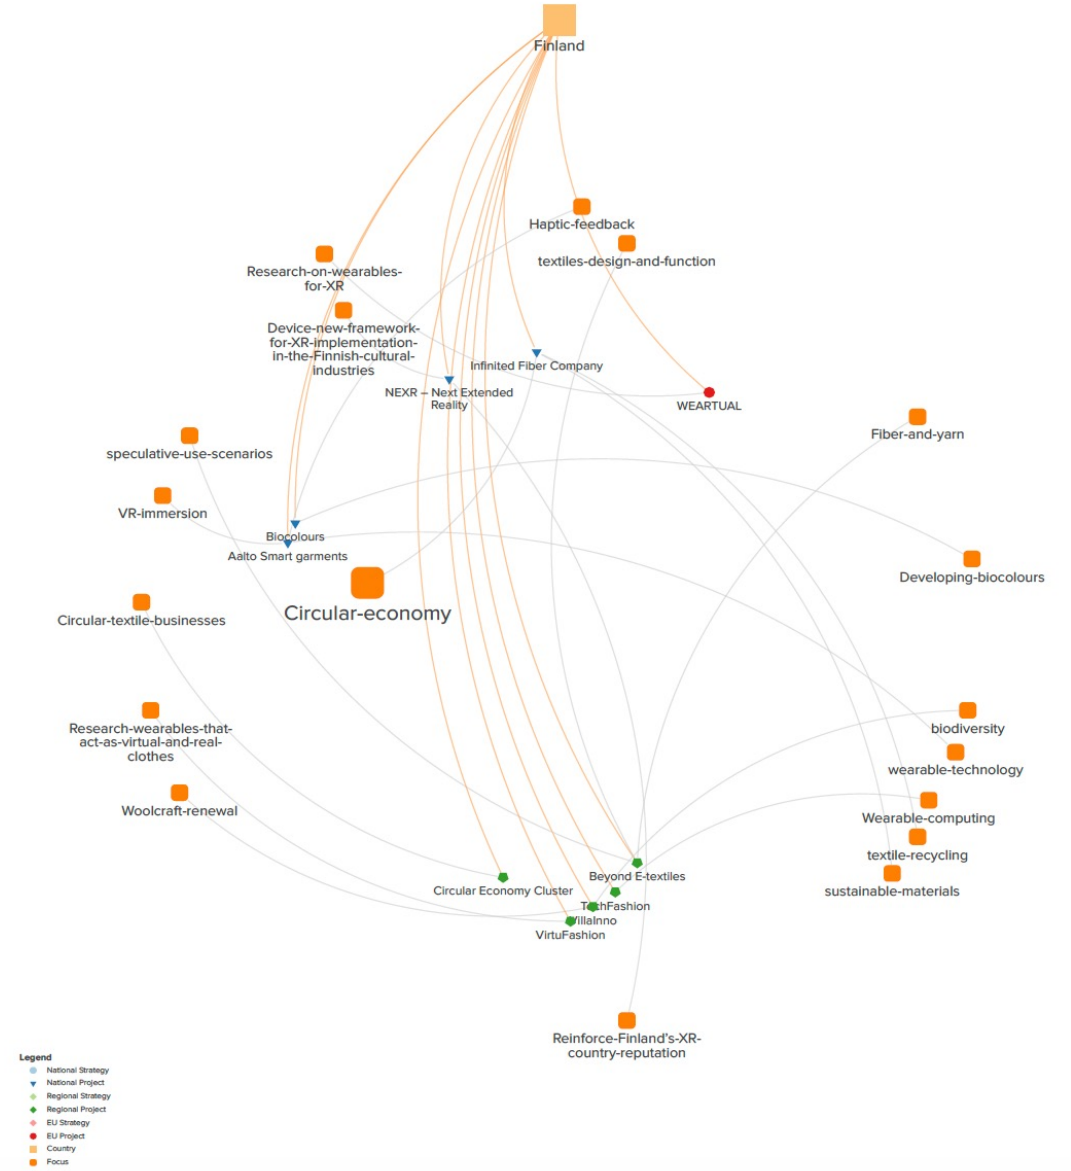 Finland
Haptic-feedback
textiles-design-and-function
Research-on-wearables-
for-XR
Device-new-framework-
for-XR-implementation-
in-the-Finnish-cultural-
industries
Infinited Fiber Company
NEXR – Next Extended
Reality
WEARTUAL
Fiber-and-yarn
speculative-use-scenarios
VR-immersion
Biocolours
Aalto Smart garments
Developing-biocolours
Circular-economy
Circular-textile-businesses
Research-wearables-that-
act-as-virtual-and-real-
clothes
biodiversity
wearable-technology
Woolcraft-renewal
Wearable-computing
textile-recycling
sustainable-materials
Beyond E-textiles
Circular Economy Cluster
TechFashion
VillaInno
VirtuFashion
Reinforce-Finland's-XR-
country-reputation
Legend
National Strategy
National Project
Regional Strategy
Regional Project
EU Strategy
EU Project
Country
Focus